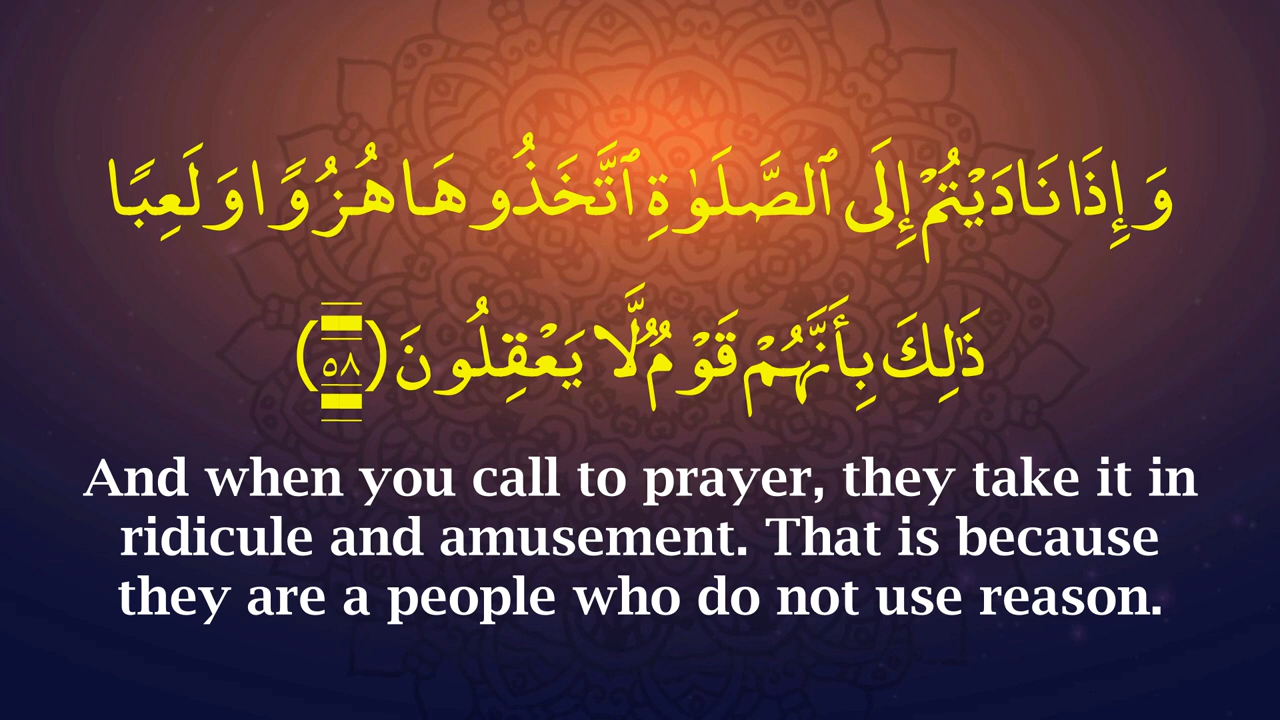 وَإِذَا نَادَيْتُمْ إِلَى ٱلصَّلَوٰةِ ٱتَّخَذُوهَا هُزُوًا وَلَعِبًا
ذَٰلِكَ بِأَنَّهُمْ قَوْمٌ لَّا يَعْقِلُونَ (٥٨)
And when you call to prayer, they take it in
ridicule and amusement. That is because
they are a people who do not use reason.